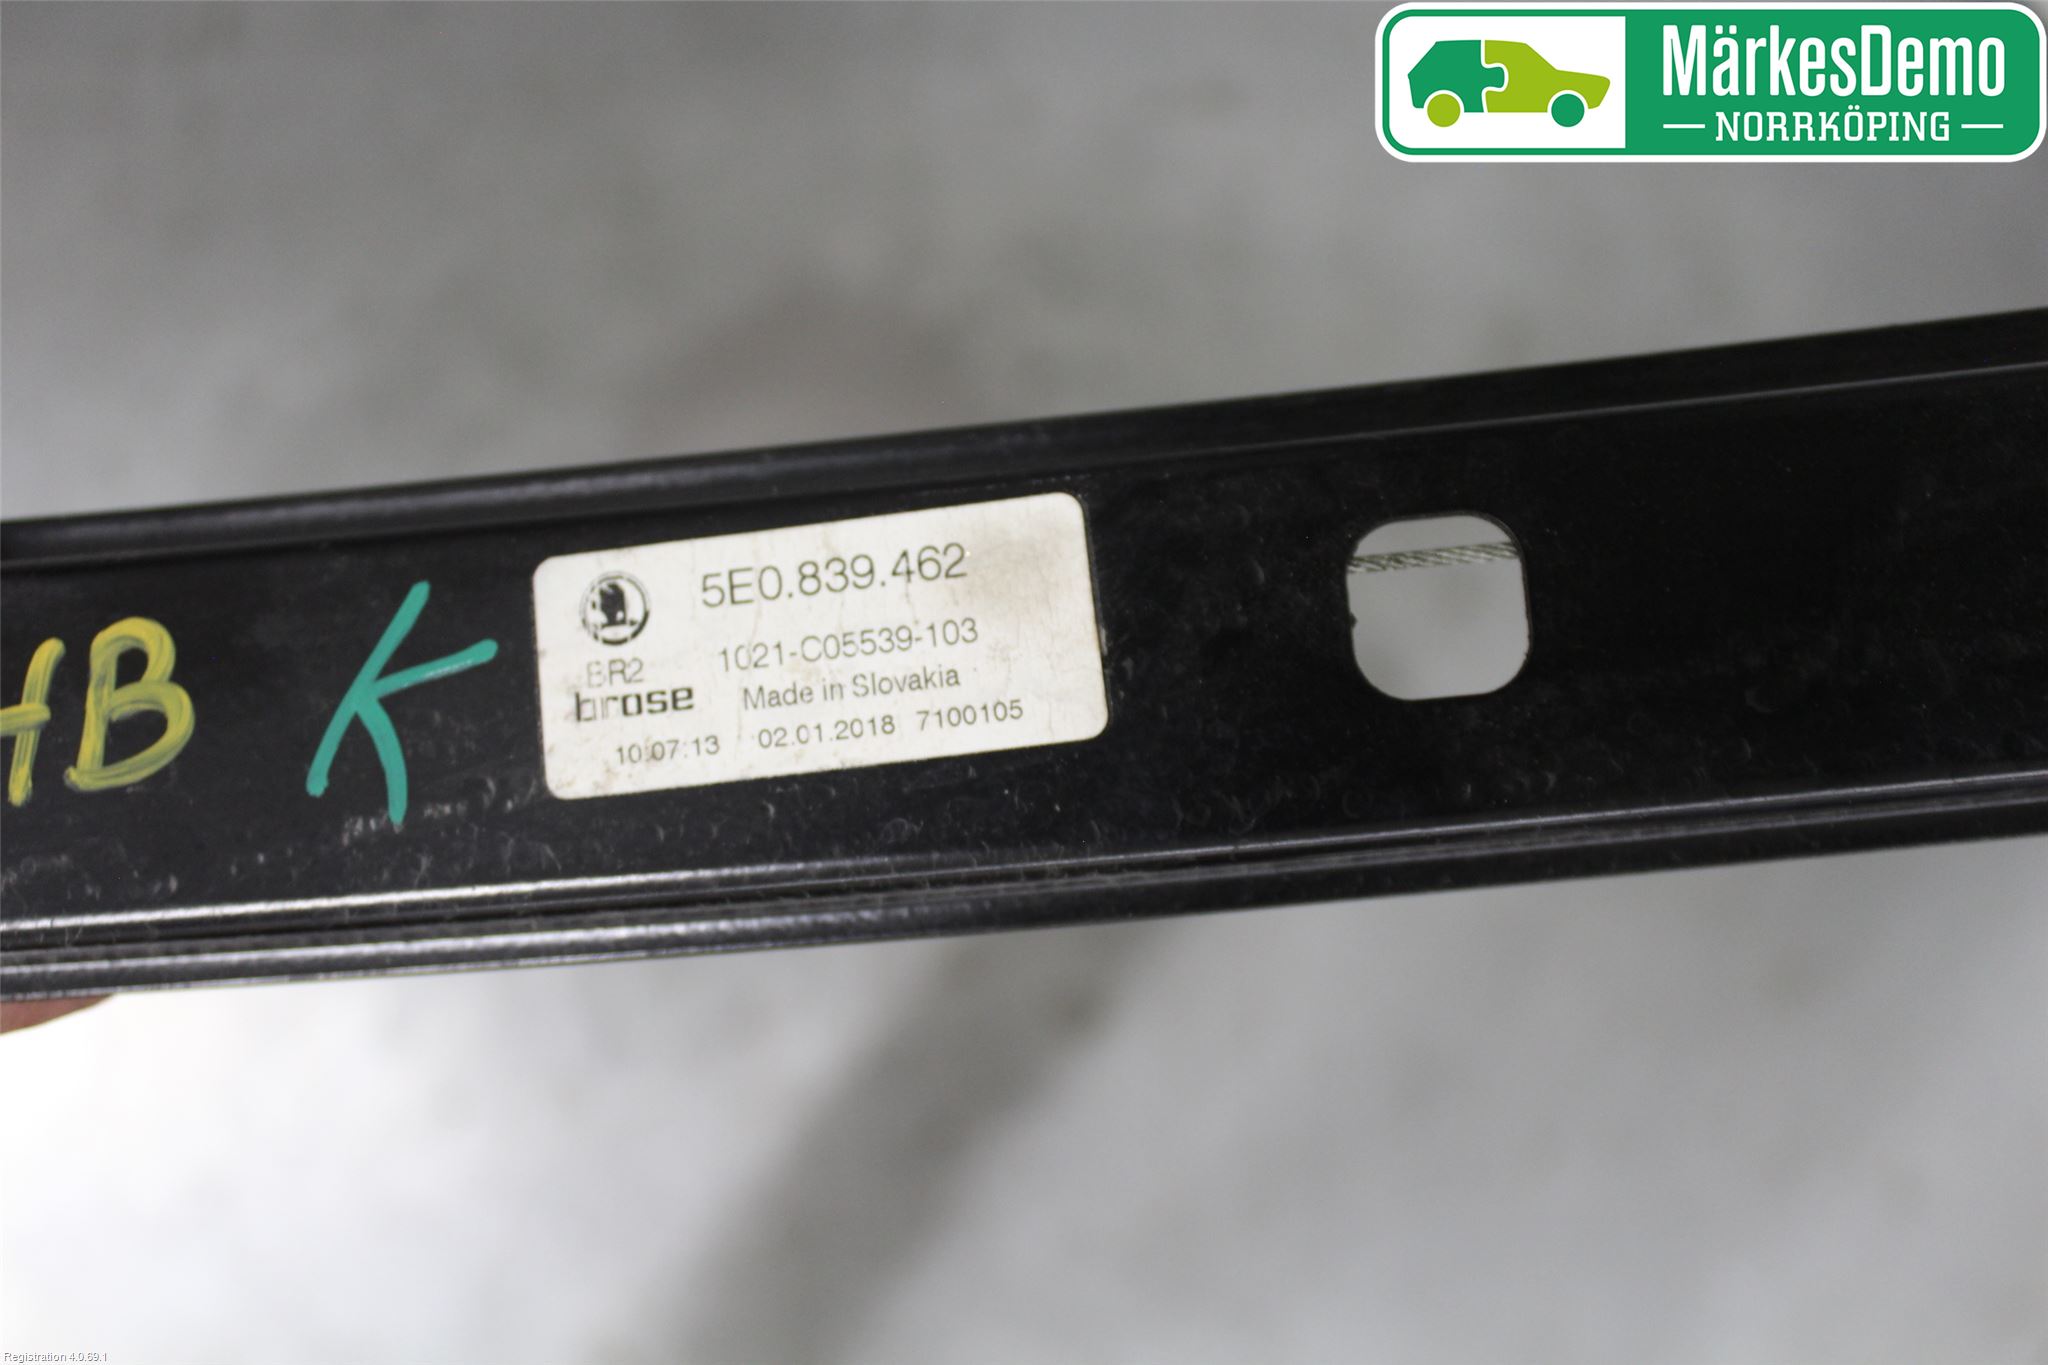 MärkesDemo
NORRKÖPING
5E0.839.462
1021-C05539-103
BR2
brose
Made in Slovakia
10:07:13 02.01.2018 7100105
HB K
Registration 4.0.69.1